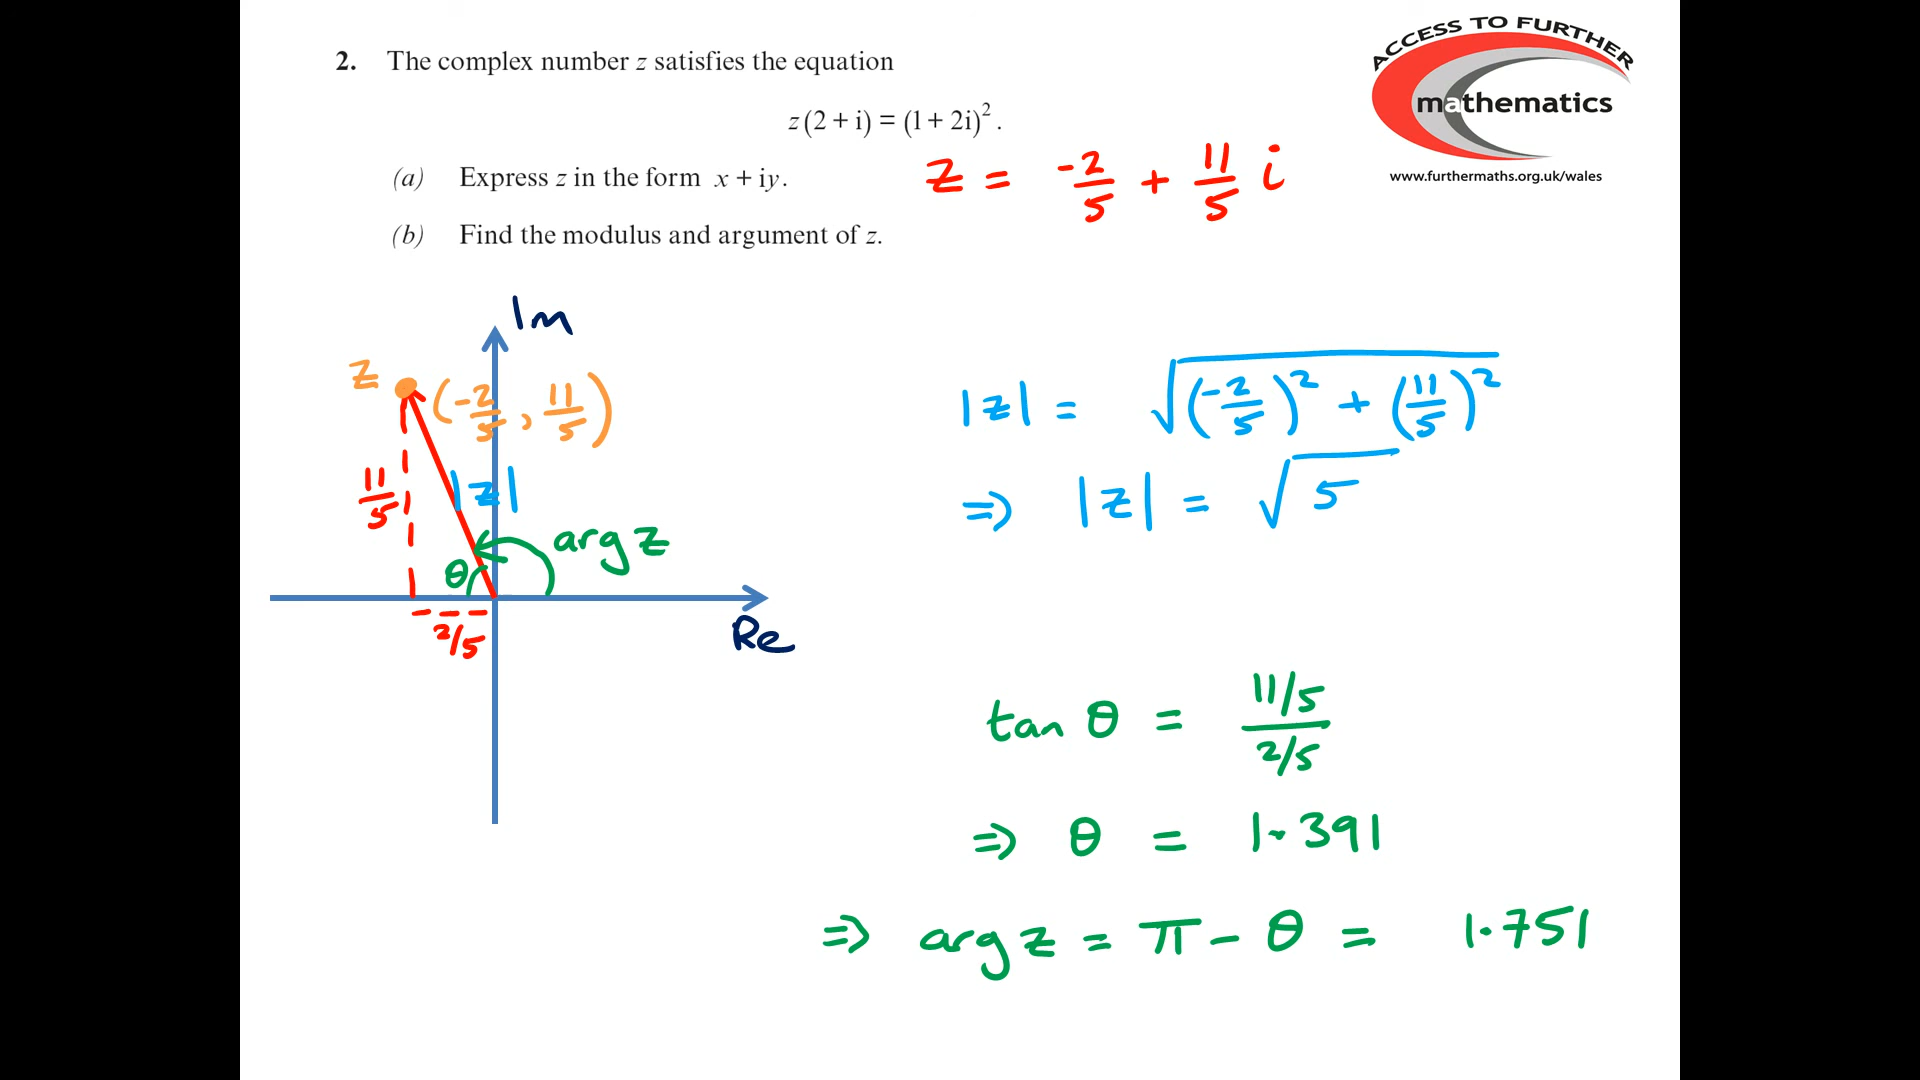 2. The complex number z satisfies the equation
z(2 + i) = (1 + 2i)².
(a) Express z in the form x + iy.
z = -2/5 + 11/5 i
(b) Find the modulus and argument of z.
ACCESS TO FURTHER
mathematics
www.furthermaths.org.uk/wales
Im
z
(-2/5, 11/5)
11/5
|z|
arg z
θ
2/5
Re
|z| = √((-2/5)² + (11/5)²)
⇒ |z| = √5
tan θ = (11/5)/(2/5)
⇒ θ = 1.391
⇒ arg z = π - θ = 1.751